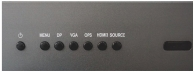 MENU DP VGA OPS HDMI3 SOURCE